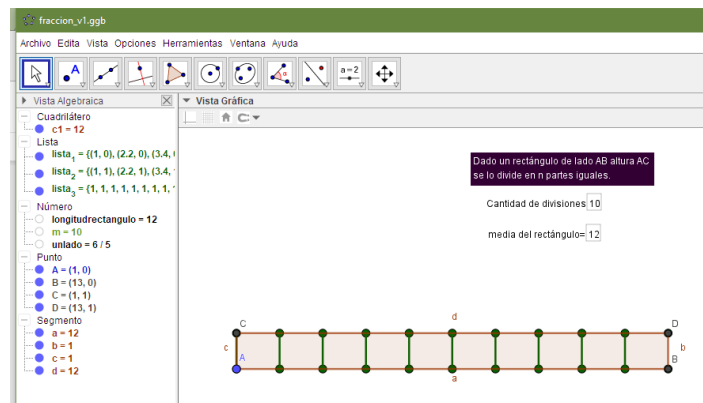 fraccion_v1.ggb
Archivo Edita Vista Opciones Herramientas Ventana Ayuda
A
α
a=2
Vista Algebraica
Vista Gráfica
Cuadrilátero
c1 = 12
Lista
lista1 = {(1, 0), (2.2, 0), (3.4, 
lista2 = {(1, 1), (2.2, 1), (3.4, 
lista3 = {1, 1, 1, 1, 1, 1, 1, 1,
Número
longitudrectangulo = 12
m = 10
unlado = 6 / 5
Punto
A = (1, 0)
B = (13, 0)
C = (1, 1)
D = (13, 1)
Segmento
a = 12
b = 1
c = 1
d = 12
Dado un rectángulo de lado AB altura AC
se lo divide en n partes iguales.
Cantidad de divisiones 10
media del rectángulo= 12
C
d
D
c
b
A
B
a